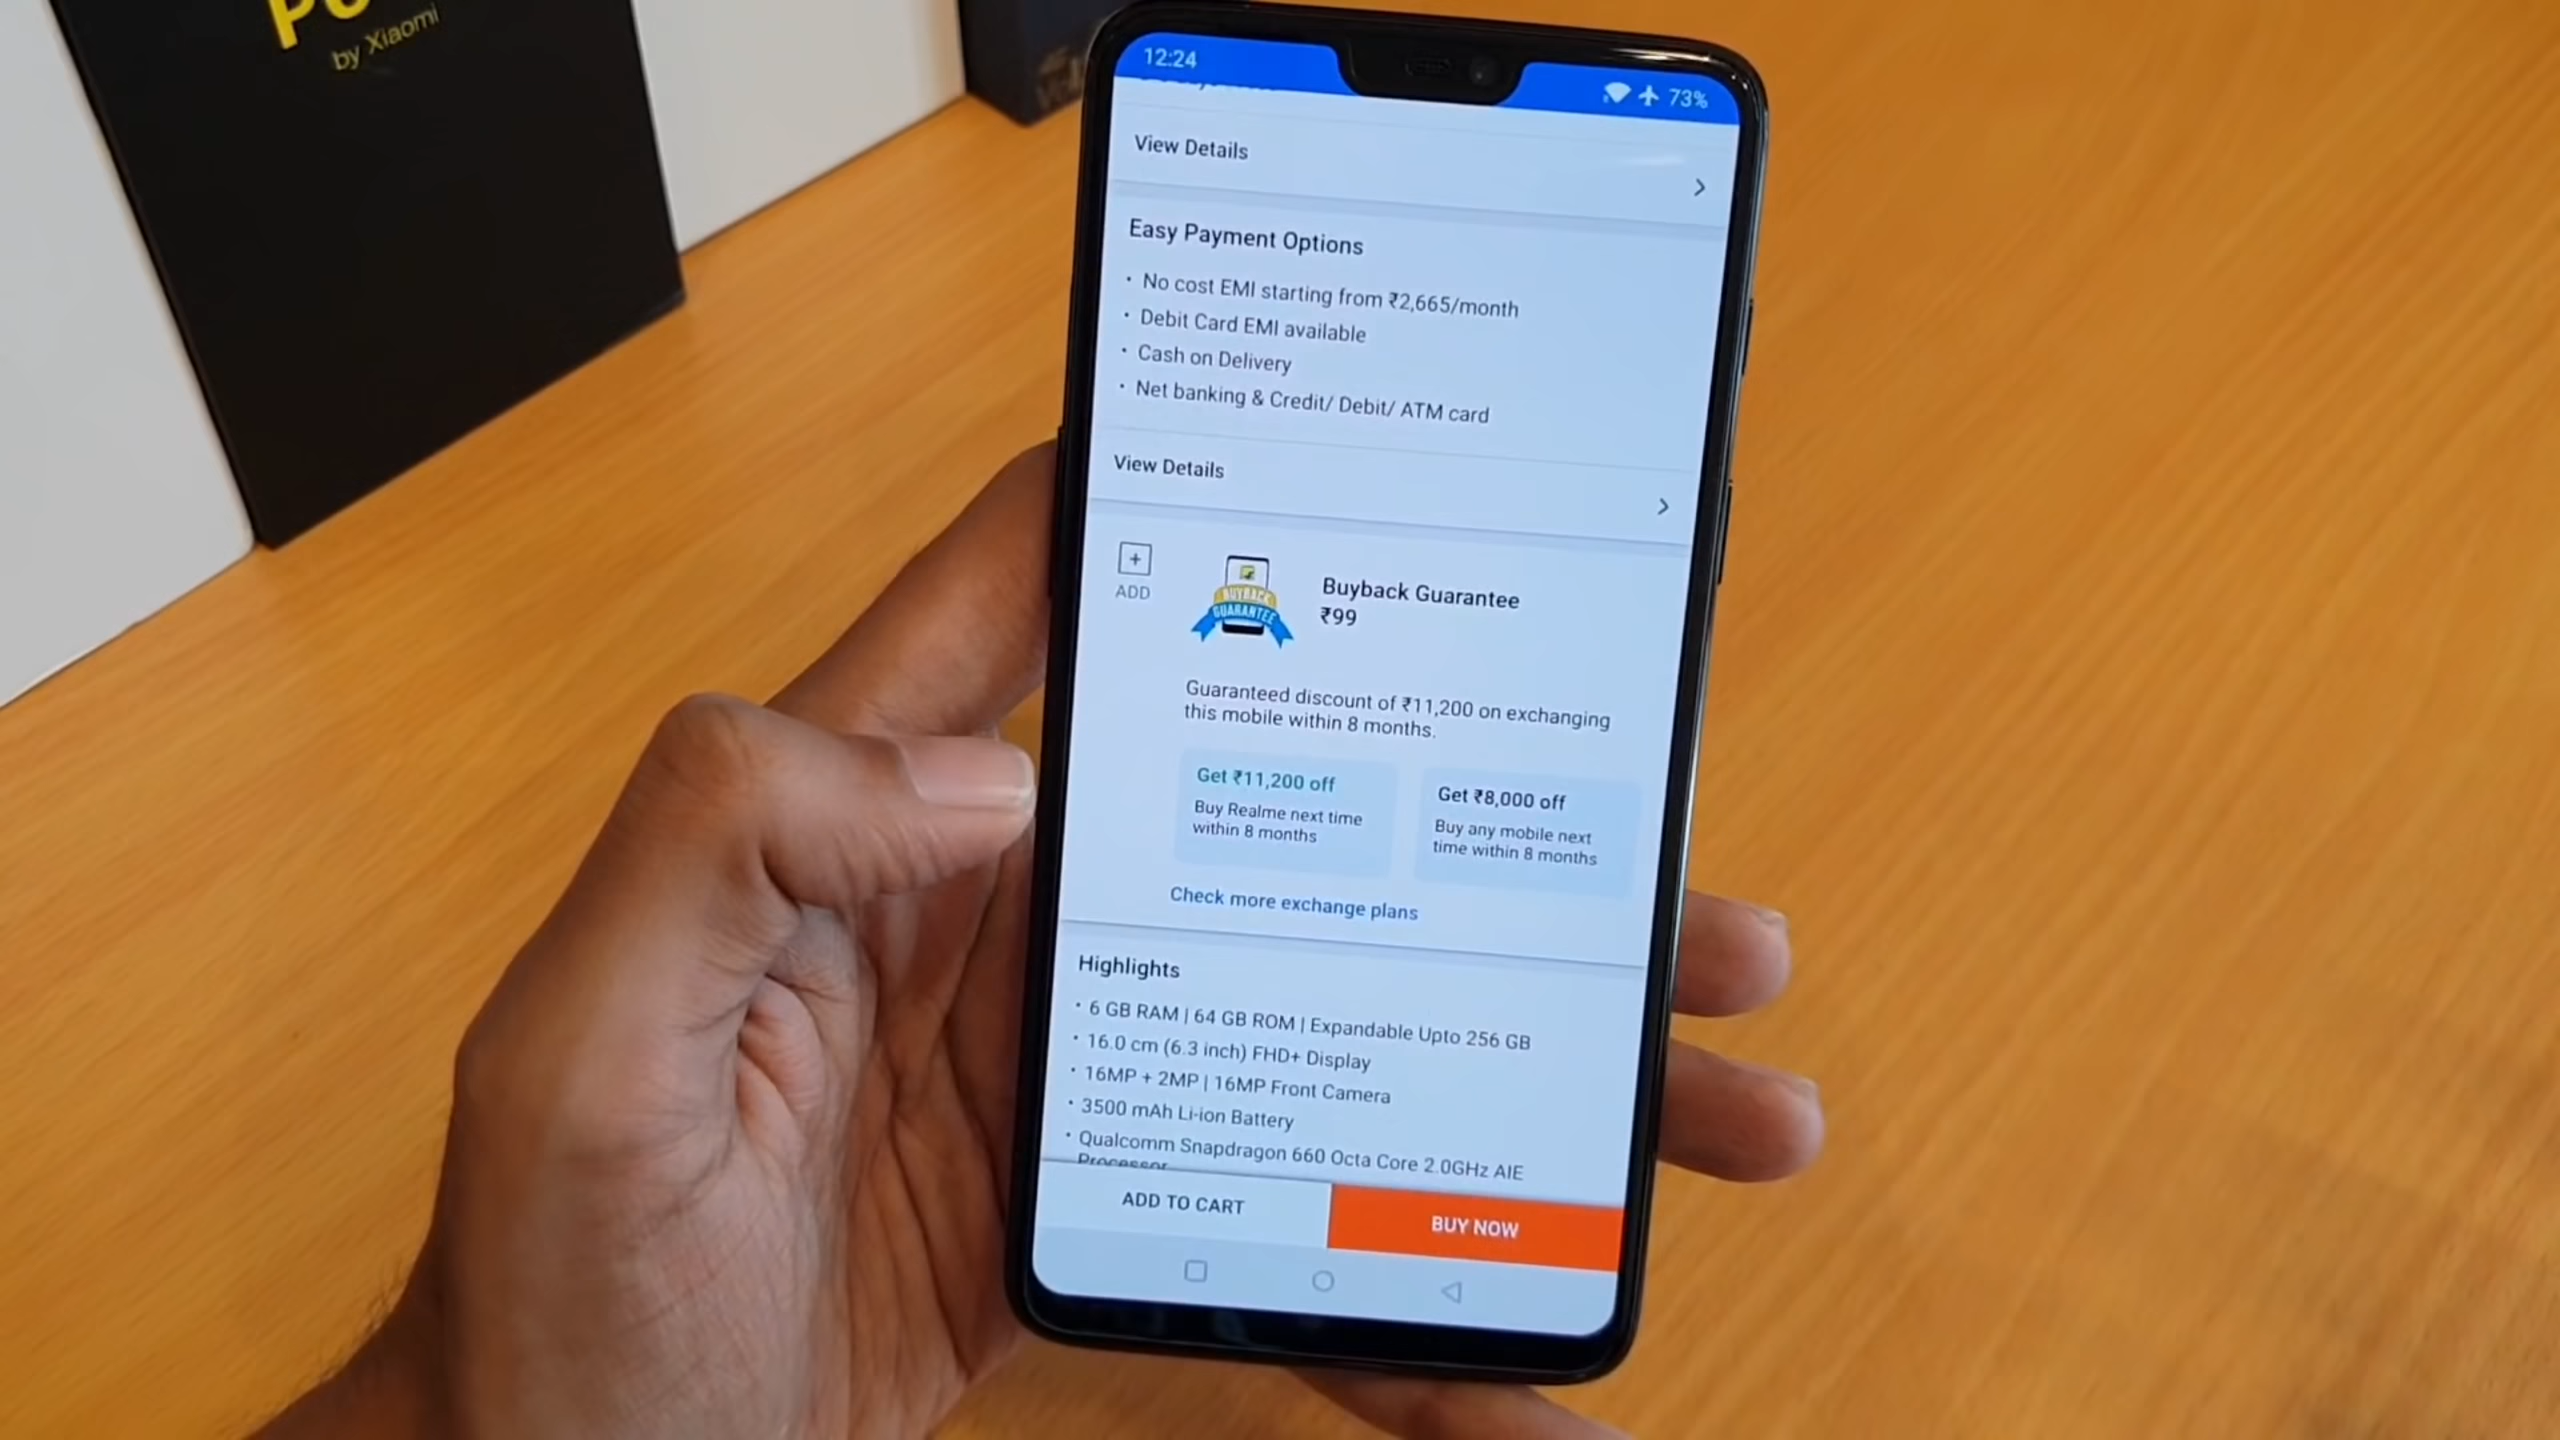 by Xiaomi
12:24
73%
View Details
Easy Payment Options
• No cost EMI starting from ₹2,665/month
• Debit Card EMI available
• Cash on Delivery
• Net banking & Credit/ Debit/ ATM card
View Details
ADD
BUYBACK
GUARANTEE
Buyback Guarantee
₹99
Guaranteed discount of ₹11,200 on exchanging
this mobile within 8 months.
Get ₹11,200 off
Buy Realme next time
within 8 months
Get ₹8,000 off
Buy any mobile next
time within 8 months
Check more exchange plans
Highlights
• 6 GB RAM | 64 GB ROM | Expandable Upto 256 GB
• 16.0 cm (6.3 inch) FHD+ Display
• 16MP + 2MP | 16MP Front Camera
• 3500 mAh Li-ion Battery
• Qualcomm Snapdragon 660 Octa Core 2.0GHz AIE
Processor
ADD TO CART
BUY NOW